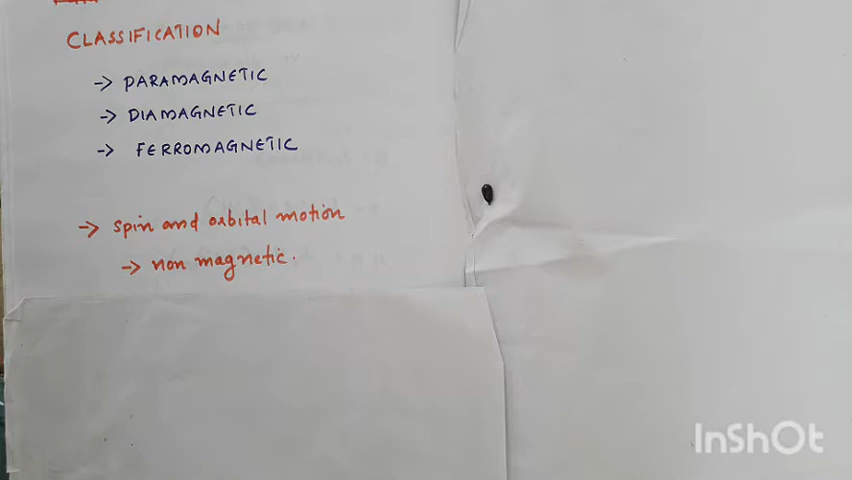 CLASSIFICATION
→ PARAMAGNETIC
→ DIAMAGNETIC
→ FERROMAGNETIC
→ spin and orbital motion
→ non magnetic.
InShOt